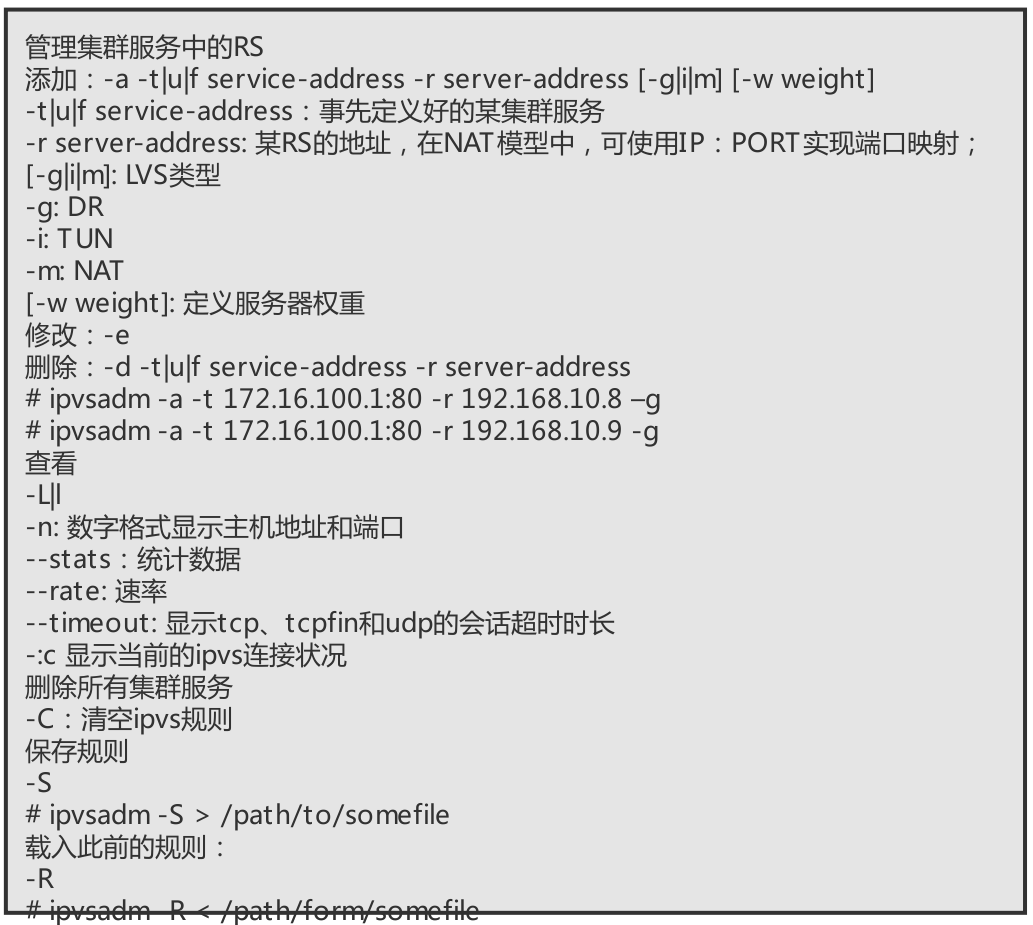 管理集群服务中的RS
添加：-a -t|u|f service-address -r server-address [-g|i|m] [-w weight]
-t|u|f service-address：事先定义好的某集群服务
-r server-address: 某RS的地址，在NAT模型中，可使用IP：PORT实现端口映射；
[-g|i|m]: LVS类型
-g: DR
-i: TUN
-m: NAT
[-w weight]: 定义服务器权重
修改：-e
删除：-d -t|u|f service-address -r server-address
# ipvsadm -a -t 172.16.100.1:80 -r 192.168.10.8 –g
# ipvsadm -a -t 172.16.100.1:80 -r 192.168.10.9 -g
查看
-L|l
-n: 数字格式显示主机地址和端口
--stats：统计数据
--rate: 速率
--timeout: 显示tcp、tcpfin和udp的会话超时时长
-:c 显示当前的ipvs连接状况
删除所有集群服务
-C：清空ipvs规则
保存规则
-S
# ipvsadm -S > /path/to/somefile
载入此前的规则：
-R
# ipvsadm -R < /path/form/somefile